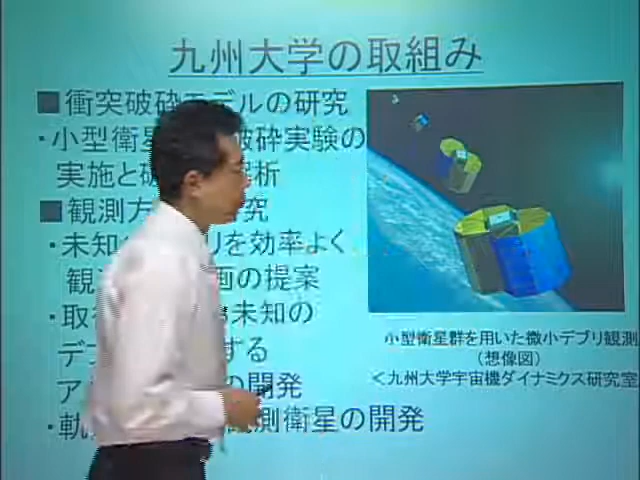 九州大学の取組み
■衝突破砕モデルの研究
・小型衛星 破砕実験の
実施と破 解析
■観測方 研究
・未知 リを効率よく
観 画の提案
・取 未知の
デ する
ア の開発
・軌 測衛星の開発
小型衛星群を用いた微小デブリ観測
（想像図）
＜九州大学宇宙機ダイナミクス研究室